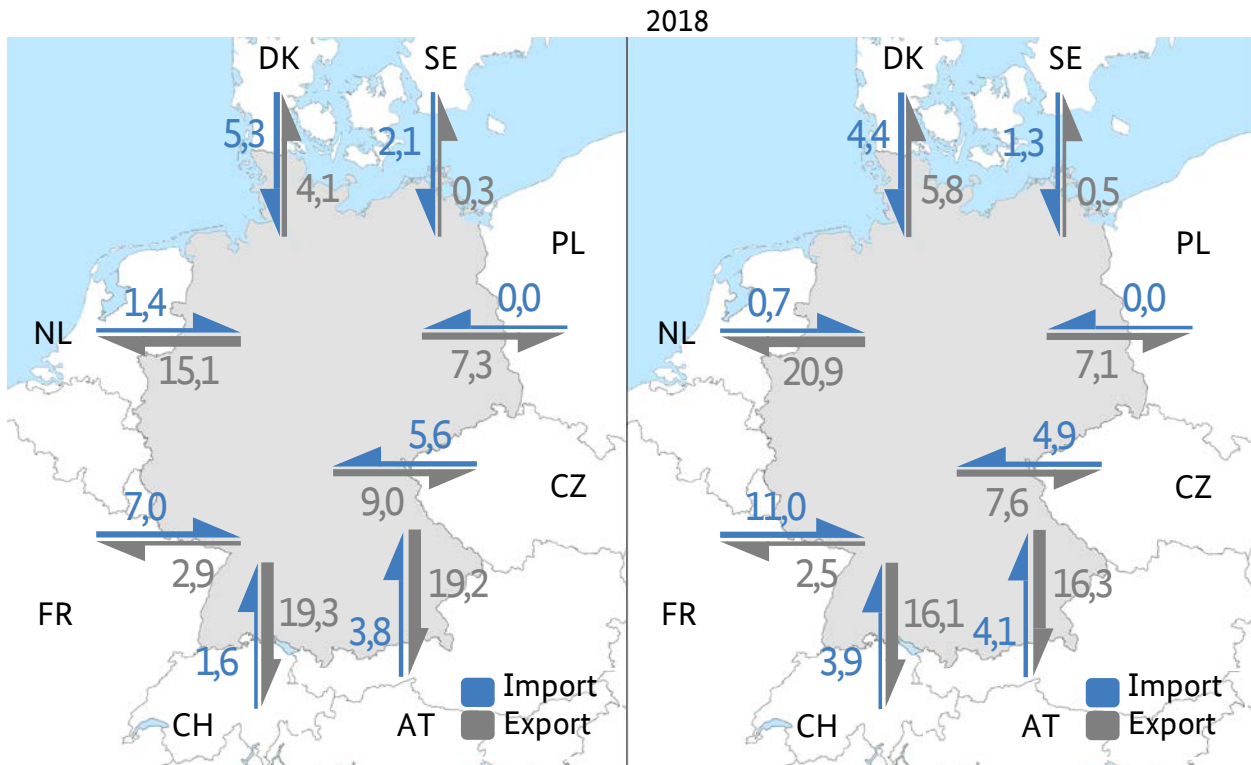 2018
DK
SE
5,3
2,1
4,1
0,3
PL
1,4
0,0
NL
15,1
7,3
5,6
9,0
CZ
7,0
2,9
19,2
FR
19,3
3,8
1,6
Import
Export
CH
AT
DK
SE
4,4
1,3
5,8
0,5
PL
0,7
0,0
NL
20,9
7,1
4,9
7,6
CZ
11,0
2,5
16,3
FR
16,1
4,1
3,9
Import
Export
CH
AT